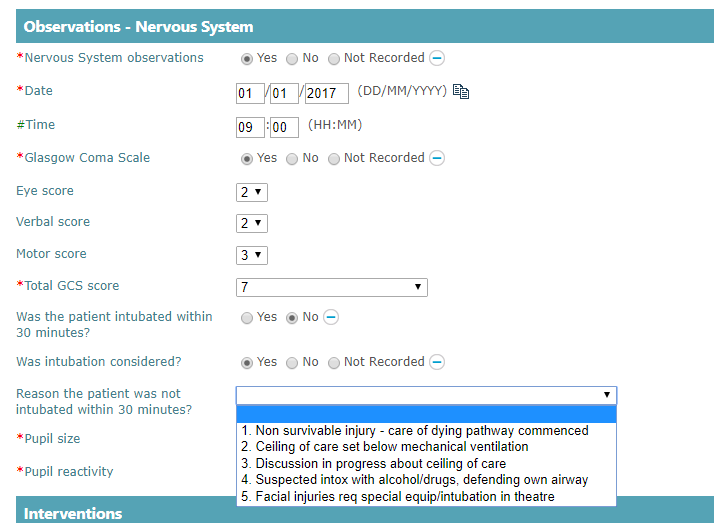 Observations - Nervous System
*Nervous System observations Yes No Not Recorded
*Date 01/01/2017 (DD/MM/YYYY)
#Time 09:00 (HH:MM)
*Glasgow Coma Scale Yes No Not Recorded
Eye score 2
Verbal score 2
Motor score 3
*Total GCS score 7
Was the patient intubated within
30 minutes? Yes No
Was intubation considered? Yes No Not Recorded
Reason the patient was not
intubated within 30 minutes?
1. Non survivable injury - care of dying pathway commenced
2. Ceiling of care set below mechanical ventilation
3. Discussion in progress about ceiling of care
4. Suspected intox with alcohol/drugs, defending own airway
5. Facial injuries req special equip/intubation in theatre
*Pupil size
*Pupil reactivity
Interventions